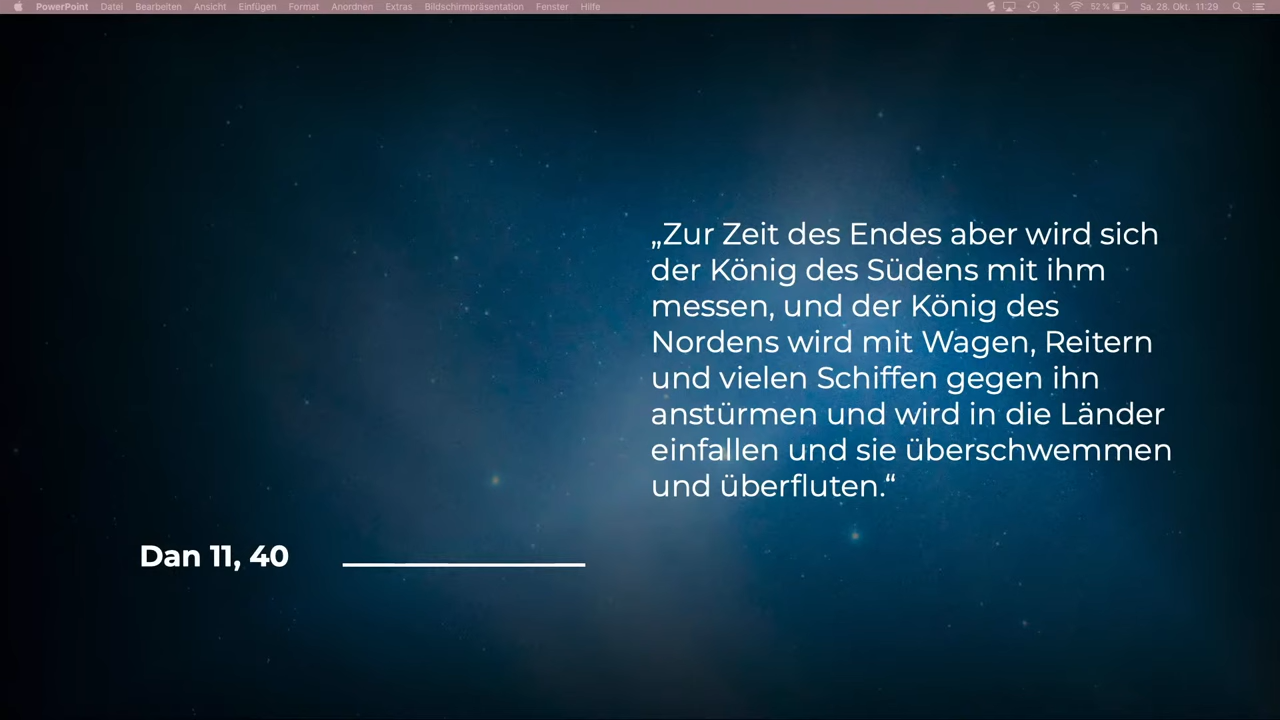 PowerPoint Datei Bearbeiten Ansicht Einfügen Format Anordnen Extras Bildschirmpräsentation Fenster Hilfe 52 % Sa. 28. Okt. 11:29
„Zur Zeit des Endes aber wird sich
der König des Südens mit ihm
messen, und der König des
Nordens wird mit Wagen, Reitern
und vielen Schiffen gegen ihn
anstürmen und wird in die Länder
einfallen und sie überschwemmen
und überfluten.“
Dan 11, 40